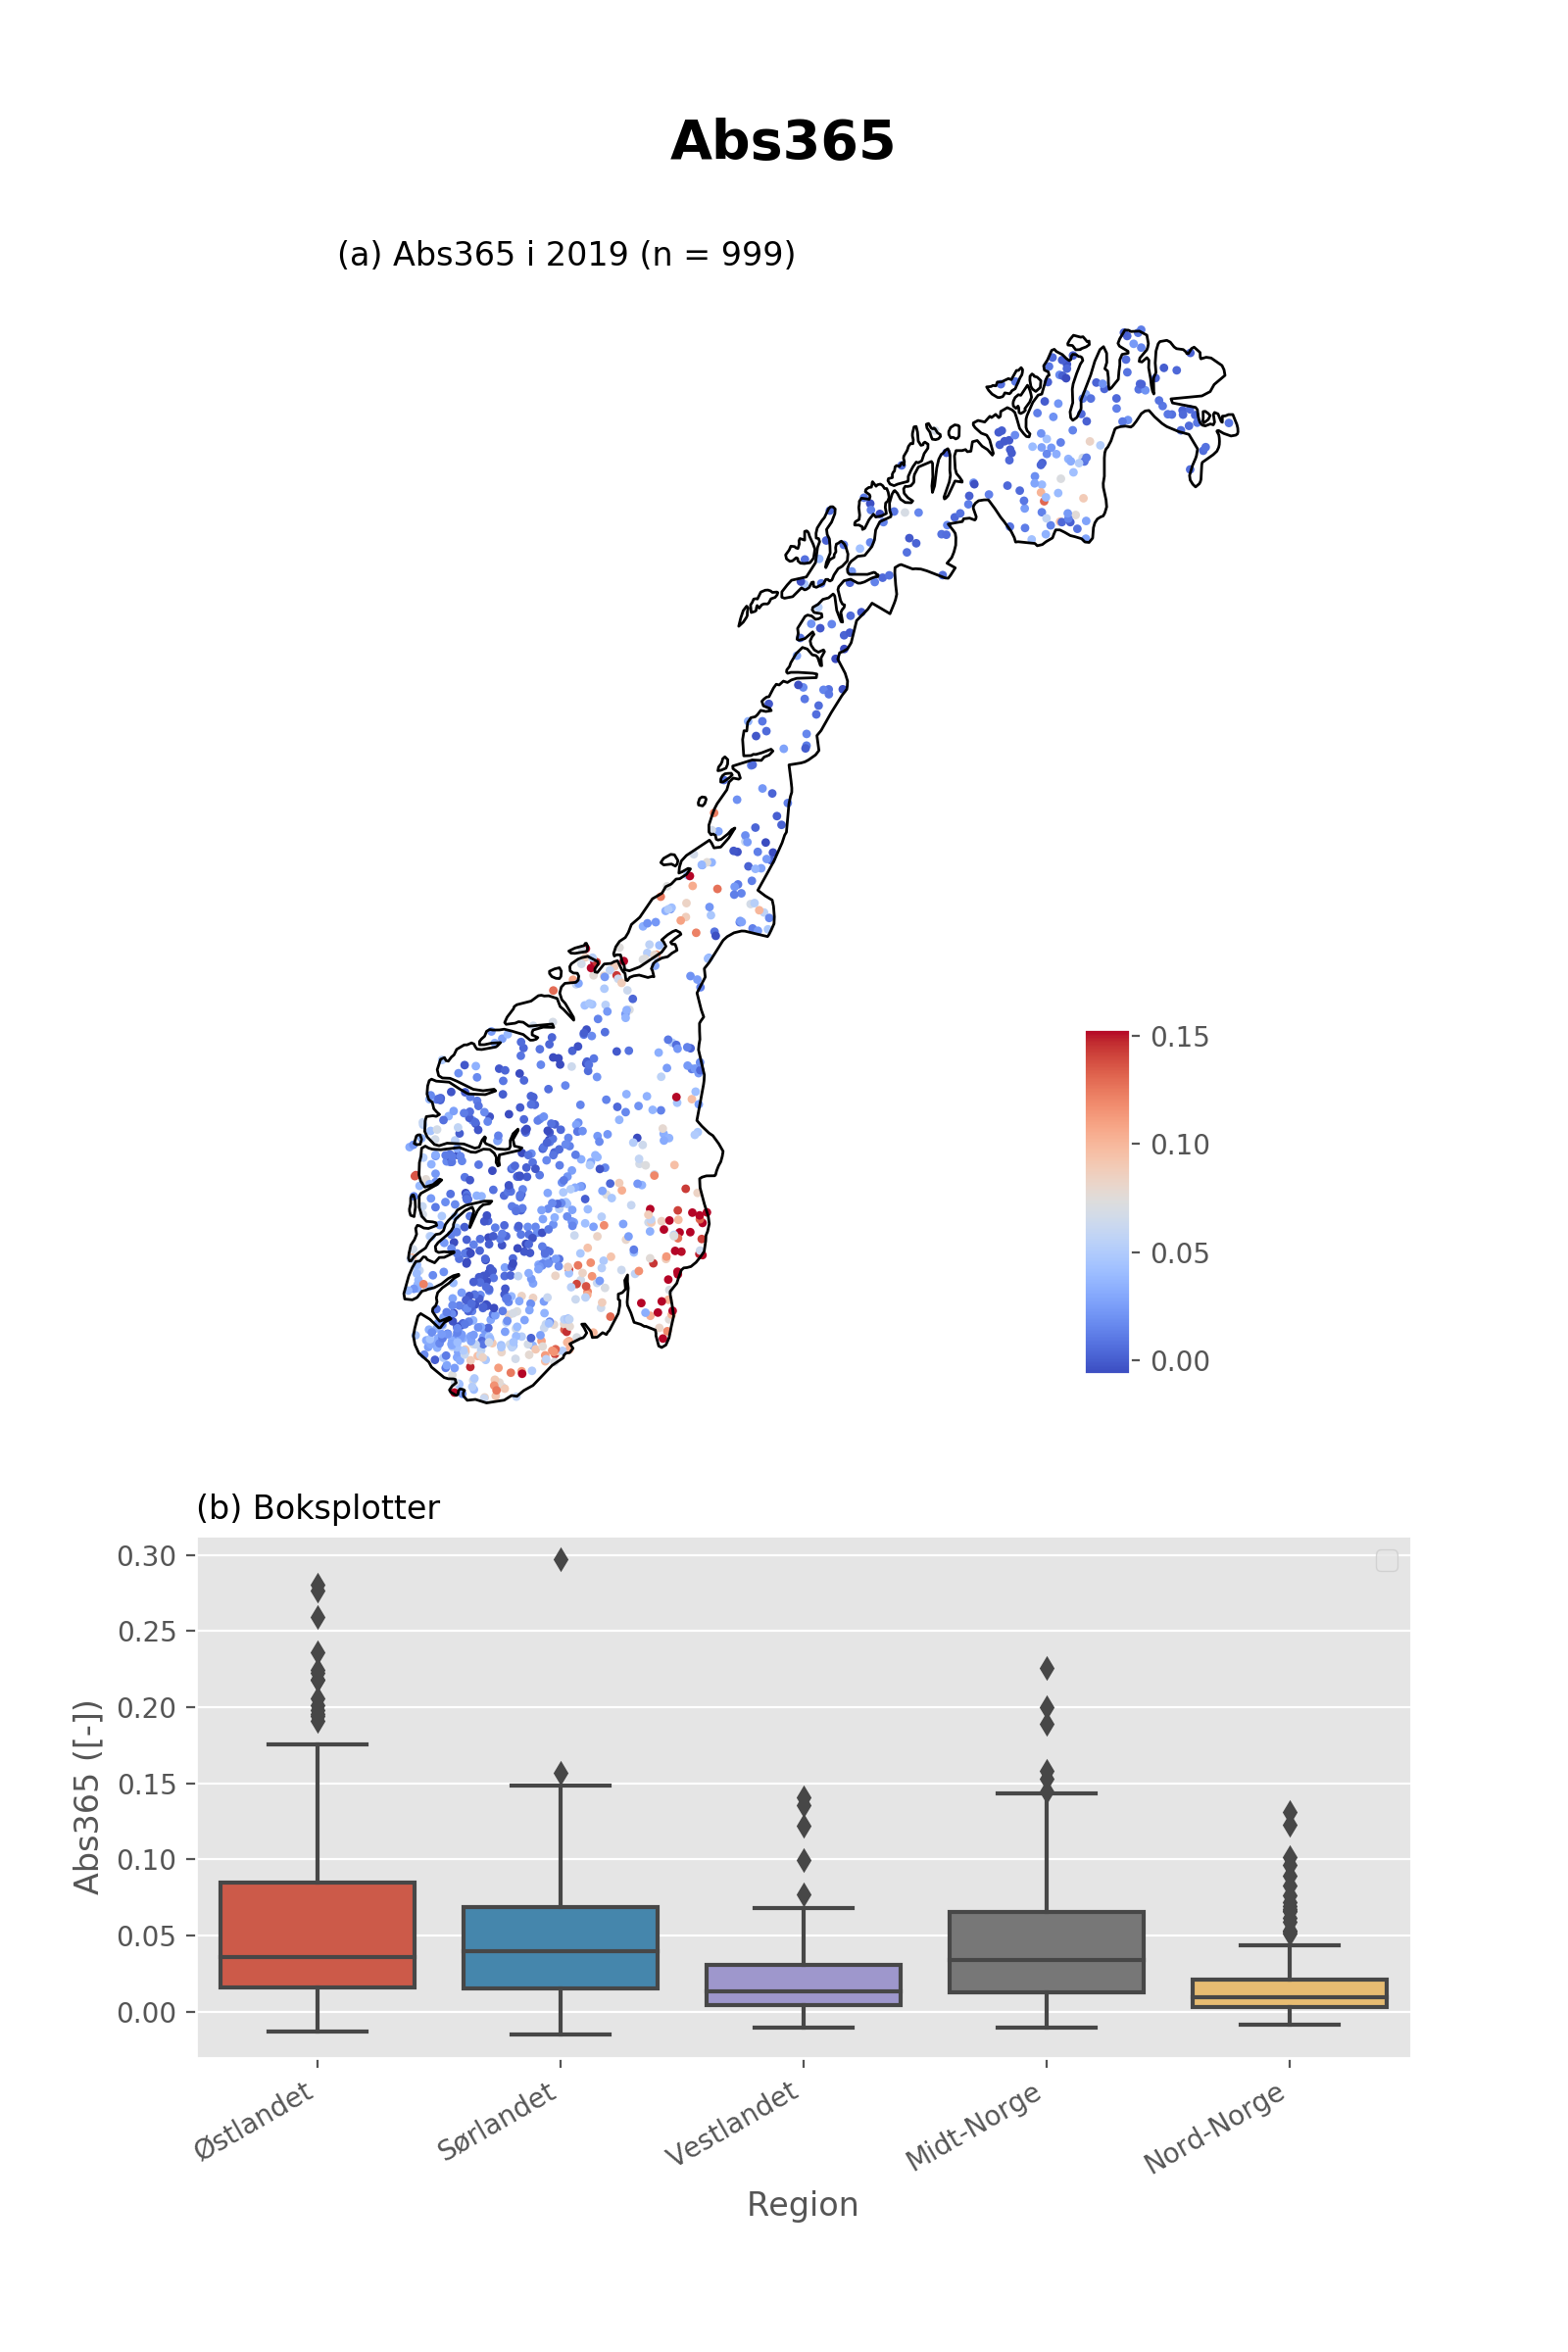 Abs365
(a) Abs365 i 2019 (n = 999)
0.15
0.10
0.05
0.00
(b) Boksplotter
0.30
0.25
0.20
0.15
0.10
0.05
0.00
Abs365 ([-])
Østlandet
Sørlandet
Vestlandet
Midt-Norge
Nord-Norge
Region